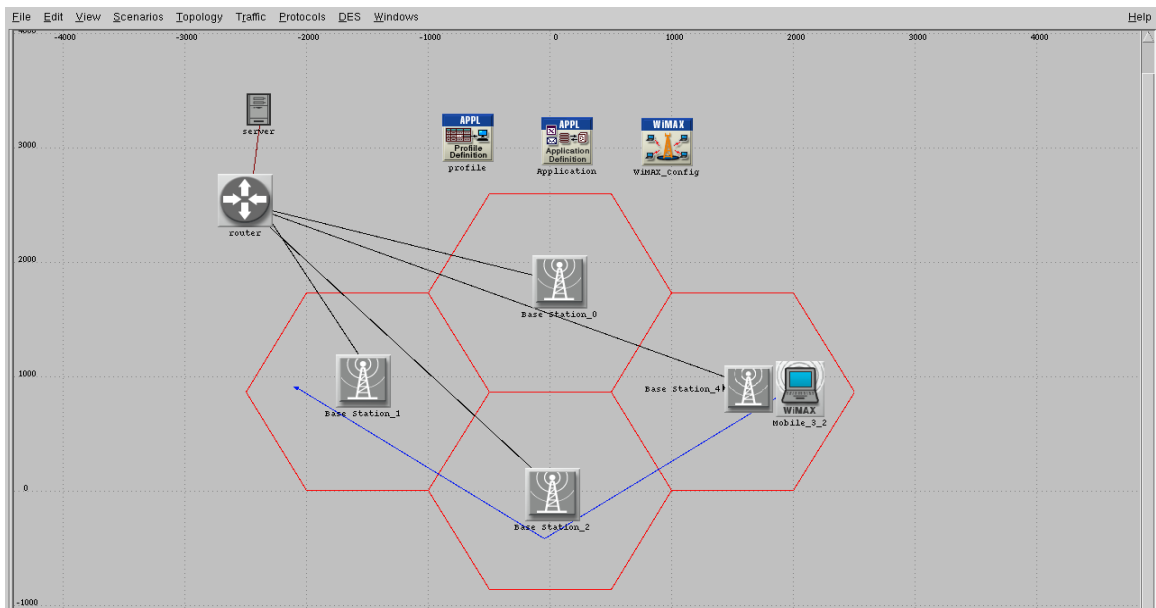 File Edit View Scenarios Topology Traffic Protocols DES Windows Help
4000 -4000 -3000 -2000 -1000 0 1000 2000 3000 4000
server
APPL
Profile
Definition
profile
APPL
Application
Definition
Application
WiMAX
WiMAX_Config
3000
router
2000
Base Station_0
1000
Base Station_1
Base Station_4
WiMAX
Mobile_3_2
0
Base Station_2
-1000